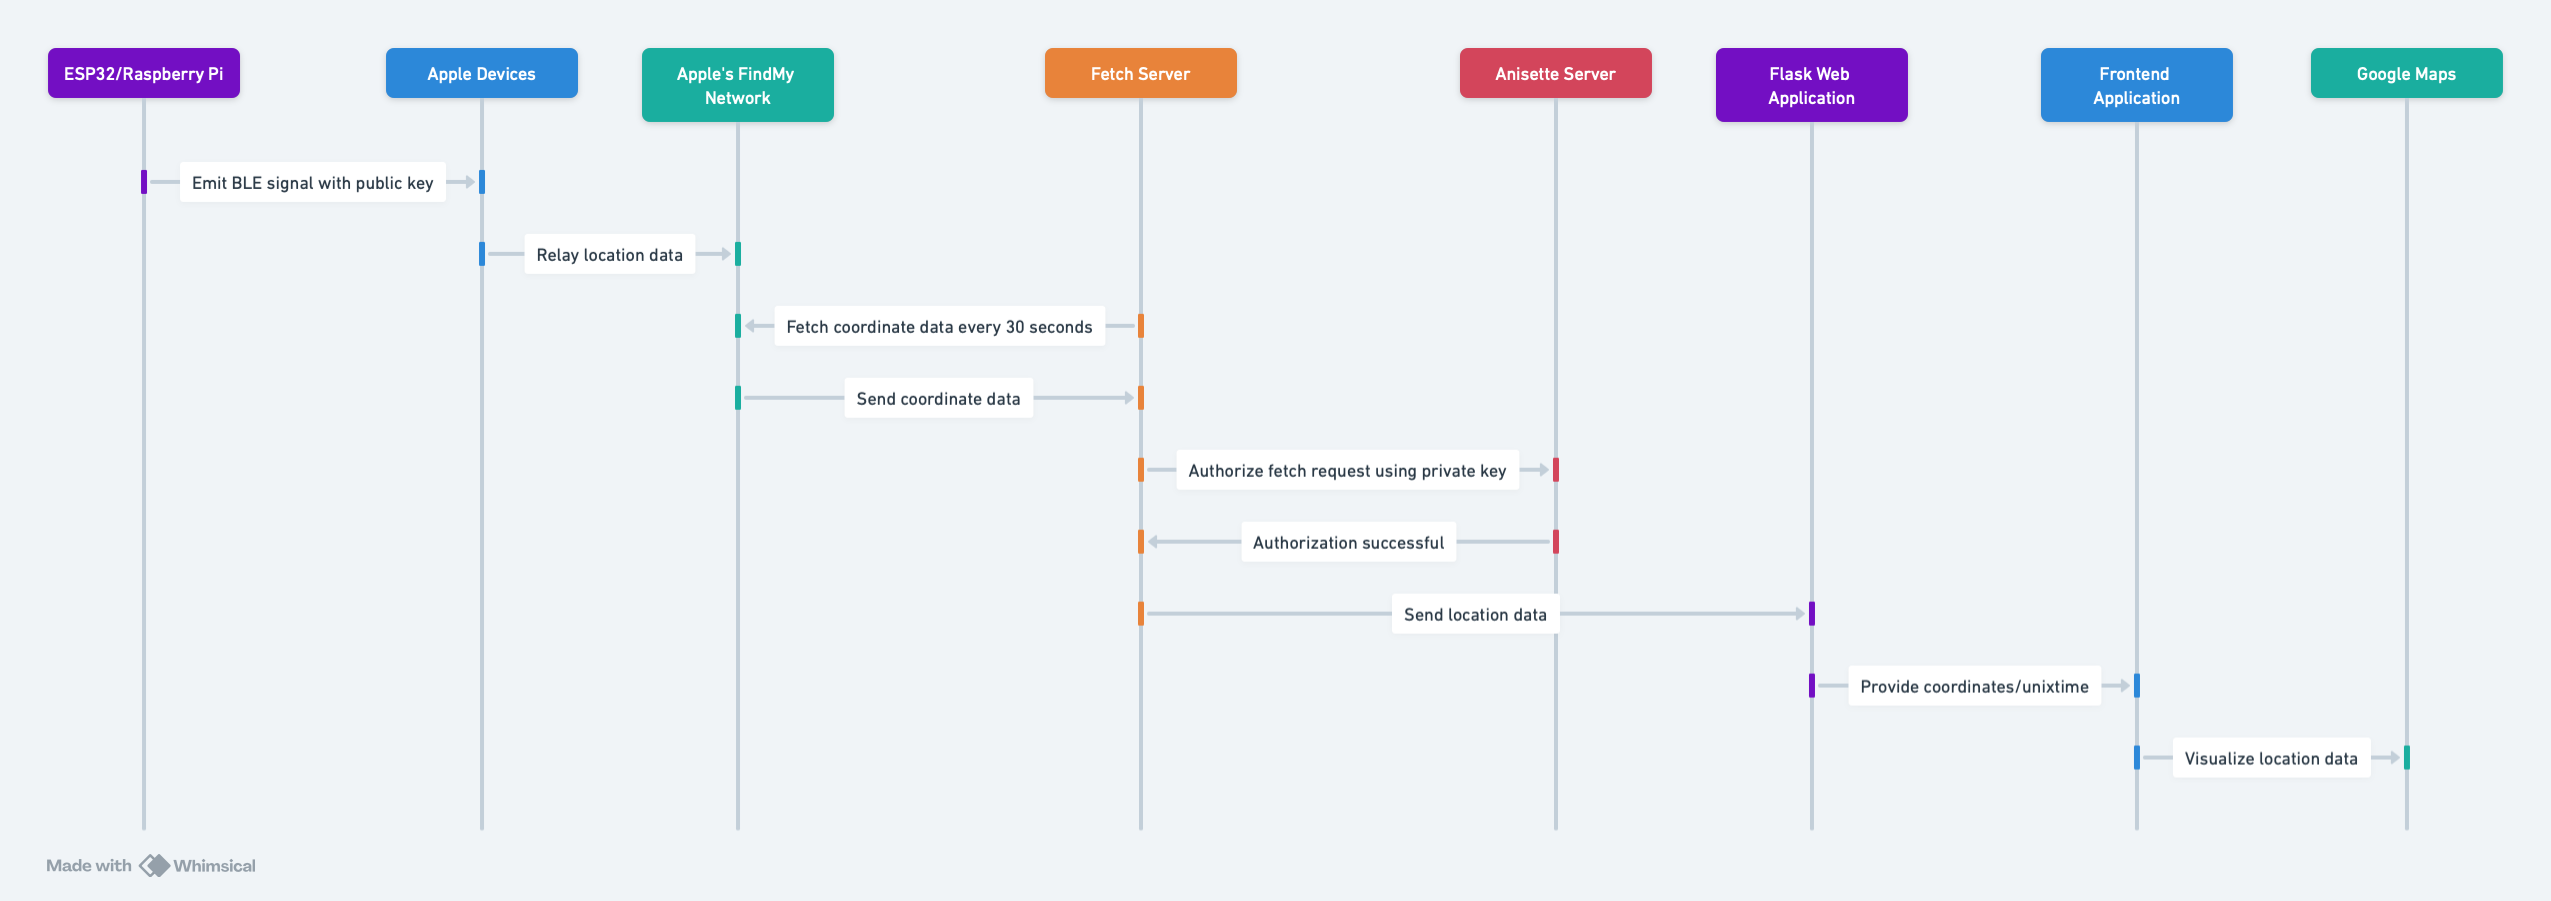 ESP32/Raspberry Pi
Apple Devices
Apple's FindMy
Network
Fetch Server
Anisette Server
Flask Web
Application
Frontend
Application
Google Maps
Emit BLE signal with public key
Relay location data
Fetch coordinate data every 30 seconds
Send coordinate data
Authorize fetch request using private key
Authorization successful
Send location data
Provide coordinates/unixtime
Visualize location data
Made with Whimsical